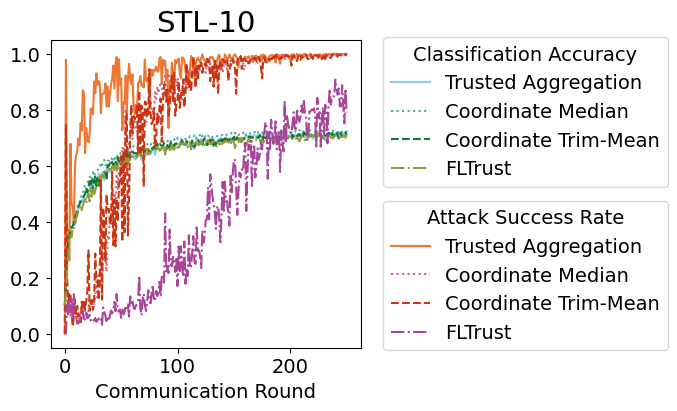 STL-10
1.0
0.8
0.6
0.4
0.2
0.0
0
100
200
Communication Round
Classification Accuracy
Trusted Aggregation
Coordinate Median
Coordinate Trim-Mean
FLTrust
Attack Success Rate
Trusted Aggregation
Coordinate Median
Coordinate Trim-Mean
FLTrust